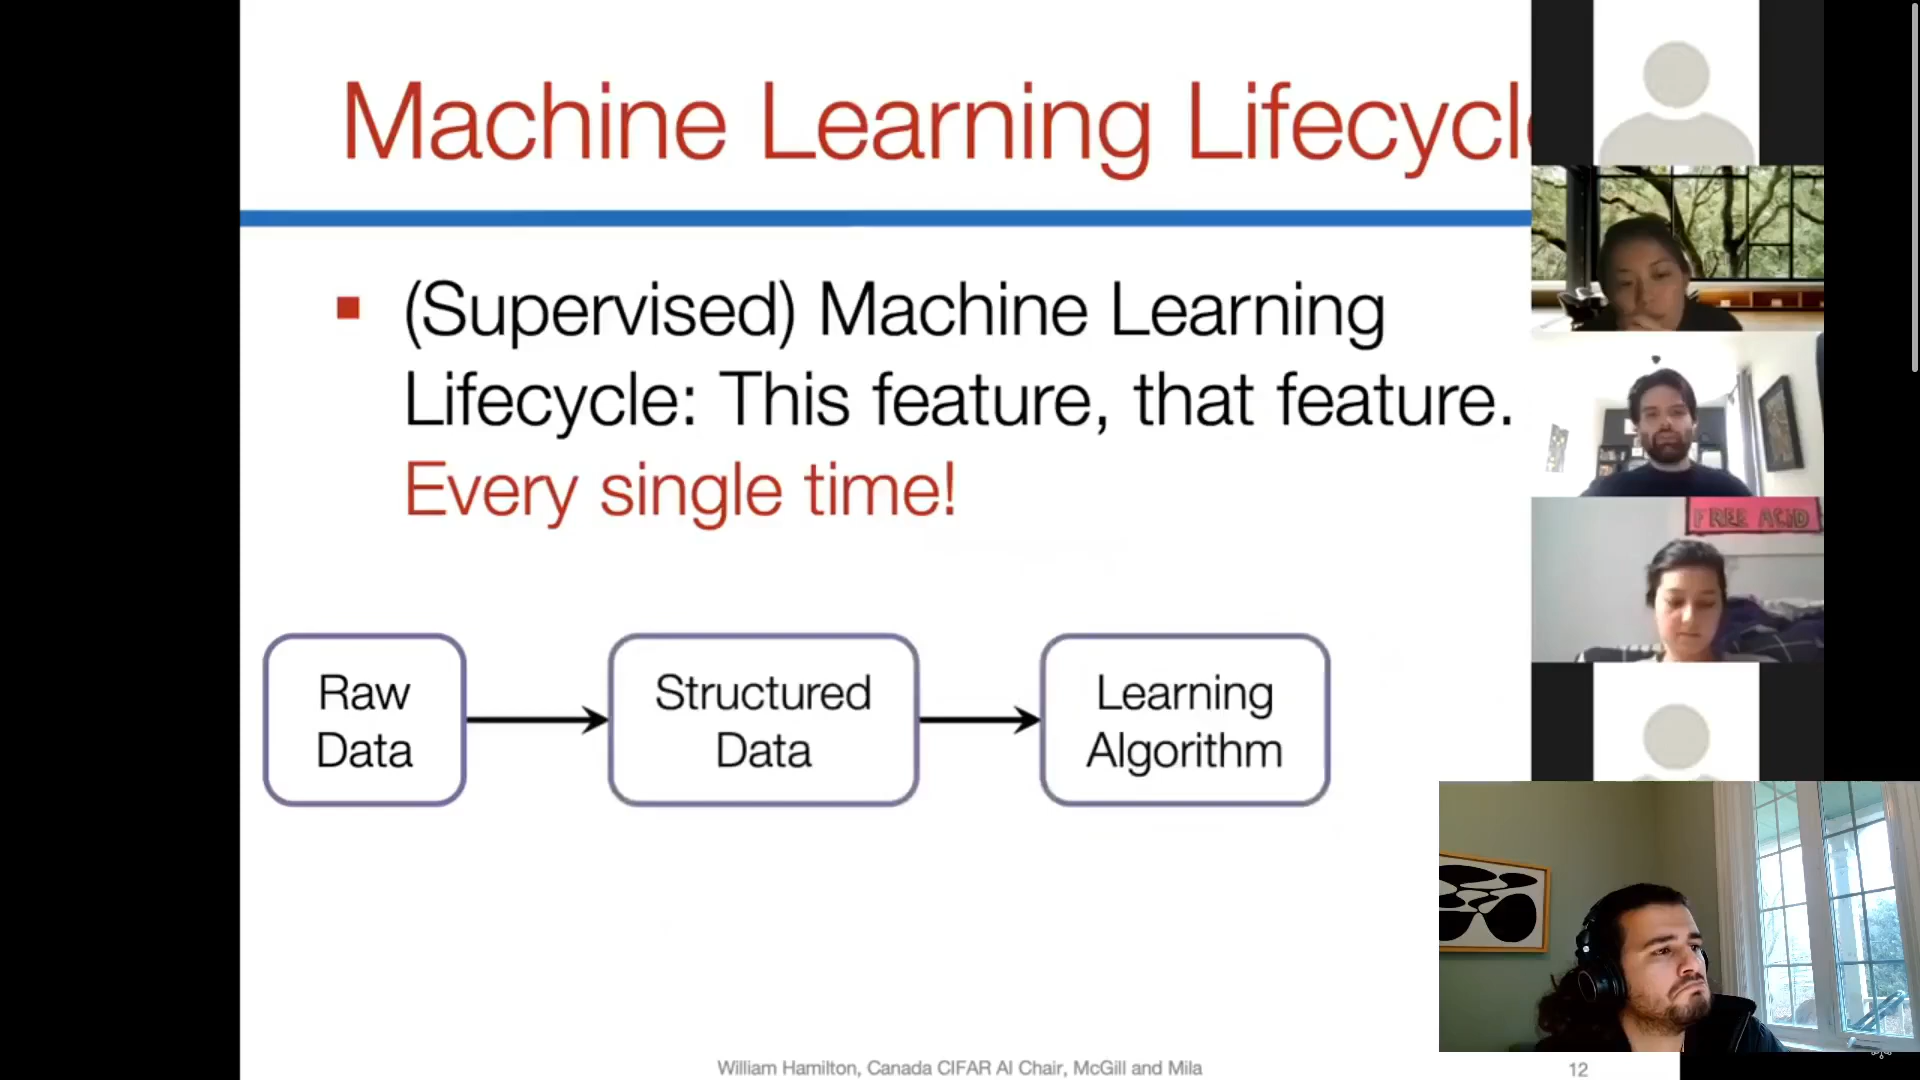 Machine Learning Lifecycl
(Supervised) Machine Learning
Lifecycle: This feature, that feature.
Every single time!
Raw
Data
Structured
Data
Learning
Algorithm
FREE ACID
William Hamilton, Canada CIFAR AI Chair, McGill and Mila
12